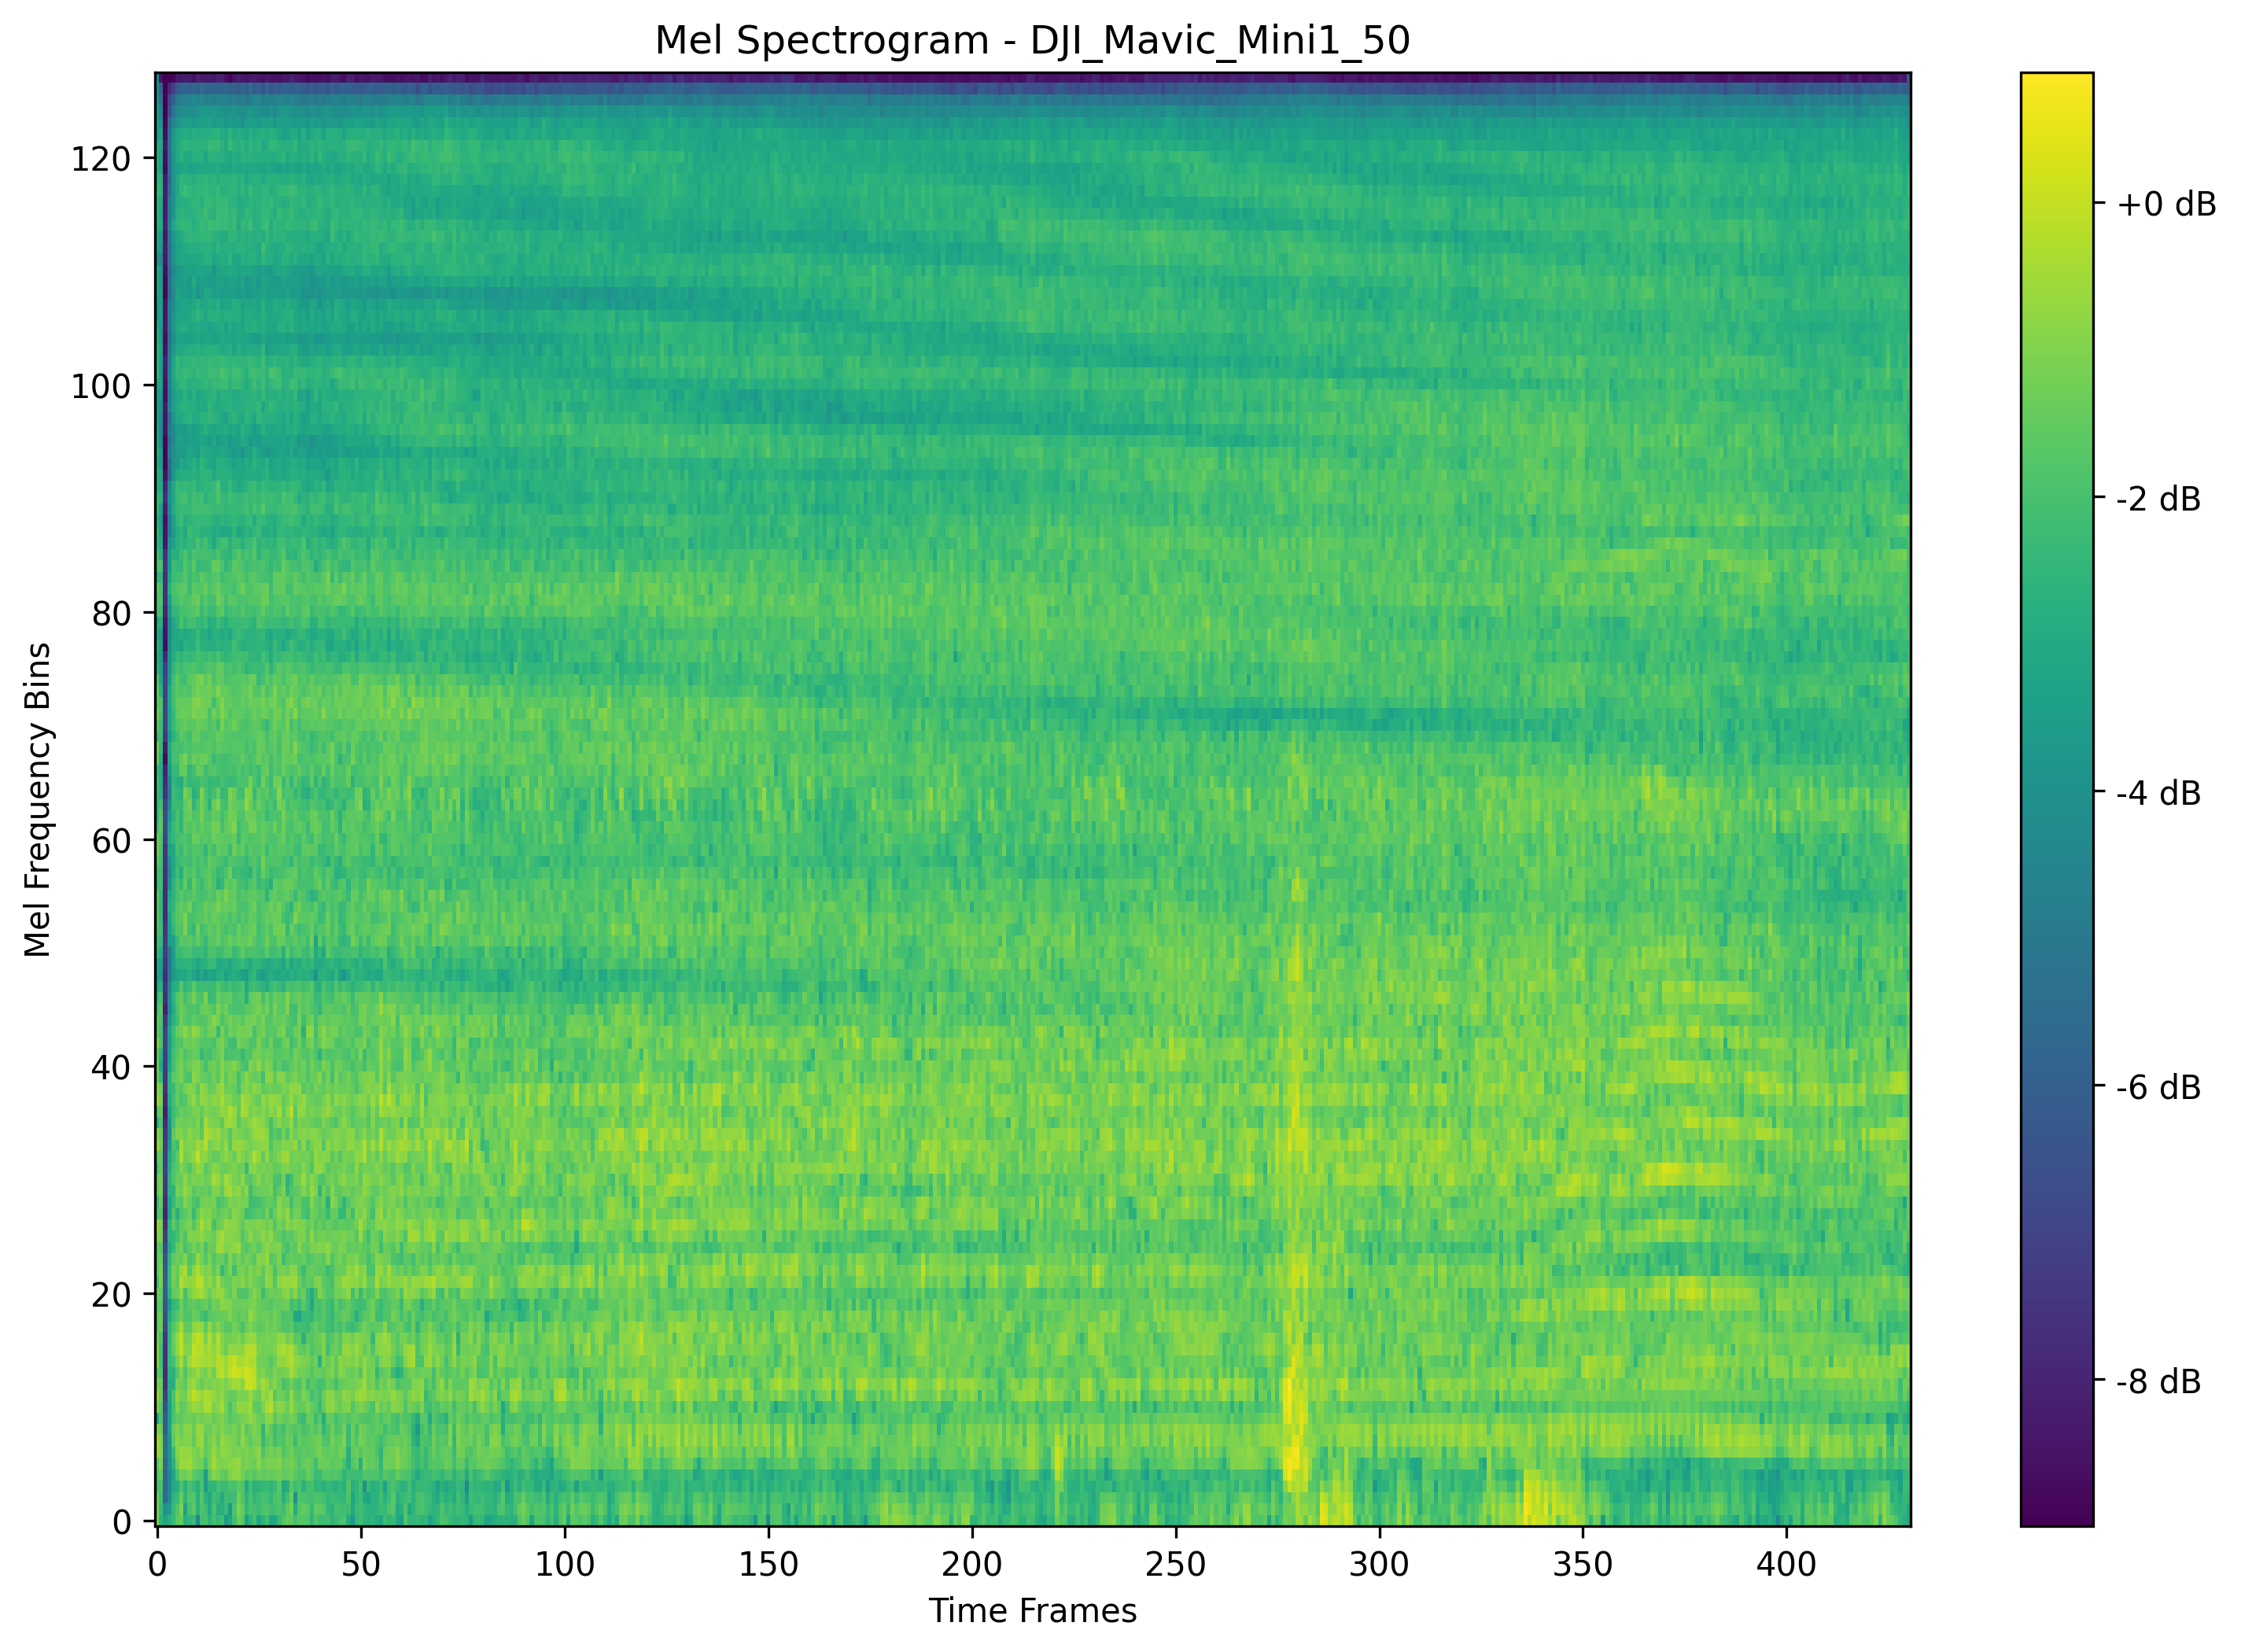 Mel Spectrogram - DJI_Mavic_Mini1_50
Mel Frequency Bins
120
100
80
60
40
20
0
0 50 100 150 200 250 300 350 400
Time Frames
+0 dB
-2 dB
-4 dB
-6 dB
-8 dB